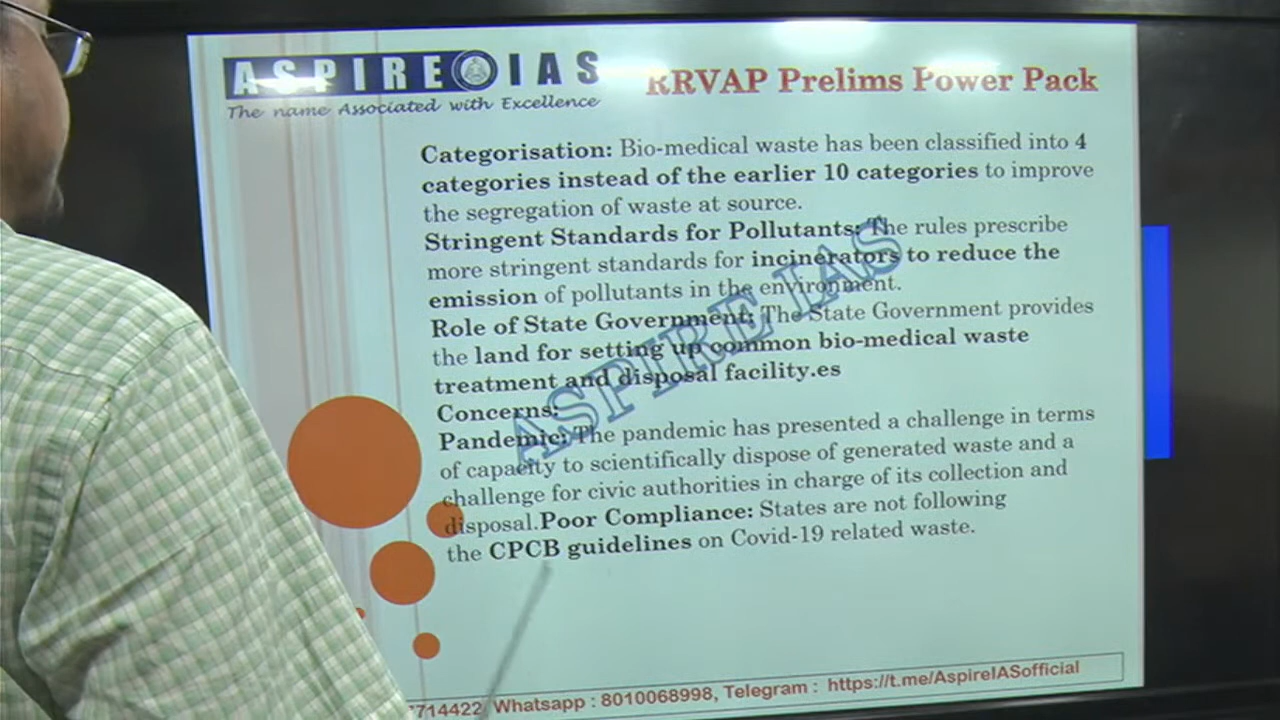 ASPIRE IAS
The name Associated with Excellence
RRVAP Prelims Power Pack
Categorisation: Bio-medical waste has been classified into 4
categories instead of the earlier 10 categories to improve
the segregation of waste at source.
Stringent Standards for Pollutants: The rules prescribe
more stringent standards for incinerators to reduce the
emission of pollutants in the environment.
Role of State Government: The State Government provides
the land for setting up common bio-medical waste
treatment and disposal facility.es
Concerns:
Pandemic: The pandemic has presented a challenge in terms
of capacity to scientifically dispose of generated waste and a
challenge for civic authorities in charge of its collection and
disposal.Poor Compliance: States are not following
the CPCB guidelines on Covid-19 related waste.
ASPIRE IAS
714422, Whatsapp : 8010068998, Telegram : https://t.me/AspireIASofficial